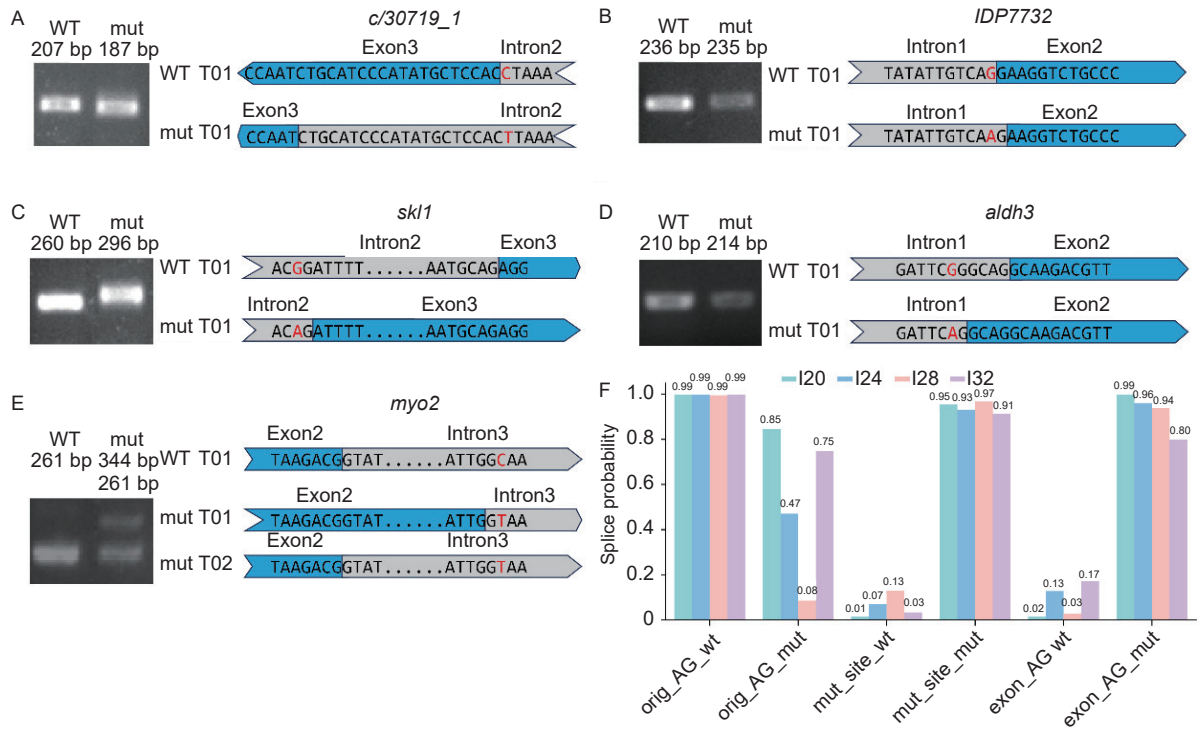 A
c/30719_1
WT mut
207 bp 187 bp
Exon3 Intron2
WT T01 CCAATCTGCATCCCATATGCTCCACCTAAA
Exon3 Intron2
mut T01 CCAATCTGCATCCCATATGCTCCACTTAAA
B
IDP7732
WT mut
236 bp 235 bp
Intron1 Exon2
WT T01 TATATTGTCAGGAAGGTCTGCCC
Intron1 Exon2
mut T01 TATATTGTCAAGAAGGTCTGCCC
C
skl1
WT mut
260 bp 296 bp
Intron2 Exon3
WT T01 ACGGATTTT......AATGCAGAGG
Intron2 Exon3
mut T01 ACAGATTTT......AATGCAGAGG
D
aldh3
WT mut
210 bp 214 bp
Intron1 Exon2
WT T01 GATTCGGGCAGGCAAGACGTT
Intron1 Exon2
mut T01 GATTCAGGCAGGCAAGACGTT
E
myo2
WT mut
261 bp 344 bp
261 bp
Exon2 Intron3
WT T01 TAAGACGGTAT......ATTGGCAA
Exon2 Intron3
mut T01 TAAGACGGTAT......ATTGGTAA
Exon2 Intron3
mut T02 TAAGACGGTAT......ATTGGTAA
F
I20 I24 I28 I32
Splice probability
1.0
0.8
0.6
0.4
0.2
0
0.99 0.99 0.99 0.99
0.85 0.47 0.08 0.75
0.01 0.07 0.13 0.03
0.95 0.93 0.97 0.91
0.02 0.13 0.03 0.17
0.99 0.96 0.94 0.80
orig_AG_wt
orig_AG_mut
mut_site_wt
mut_site_mut
exon_AG wt
exon_AG_mut